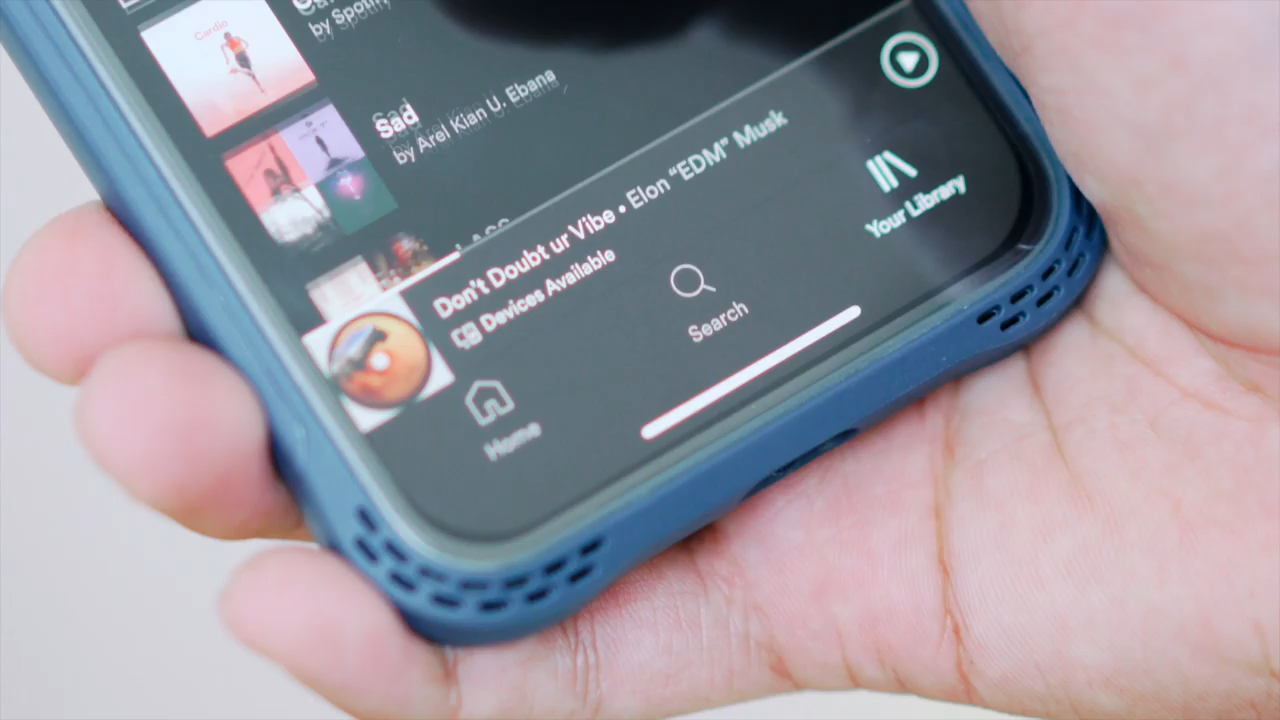 Cardio
by Spotify
Sad
by Arel Kian U. Ebana
Don't Doubt ur Vibe • Elon “EDM” Musk
Devices Available
Home
Search
Your Library